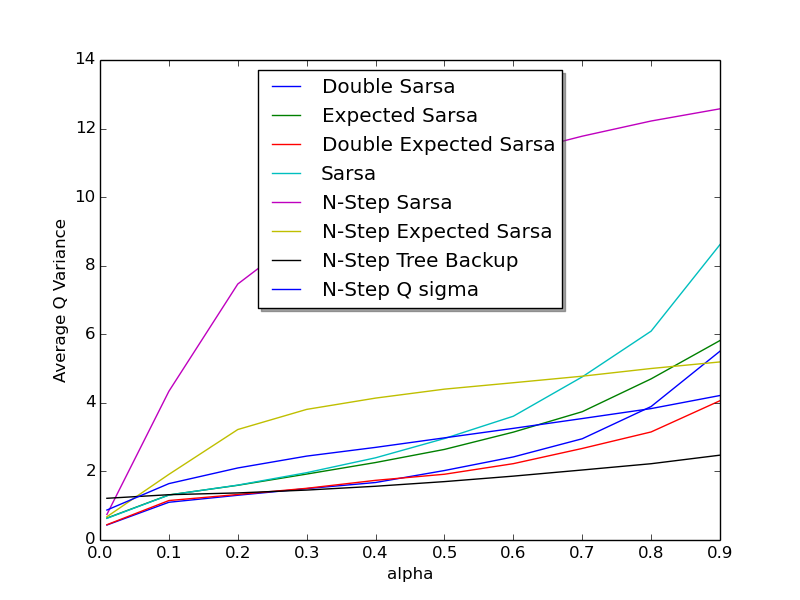 14
12
10
8
6
4
2
0
Average Q Variance
Double Sarsa
Expected Sarsa
Double Expected Sarsa
Sarsa
N-Step Sarsa
N-Step Expected Sarsa
N-Step Tree Backup
N-Step Q sigma
0.0 0.1 0.2 0.3 0.4 0.5 0.6 0.7 0.8 0.9
alpha